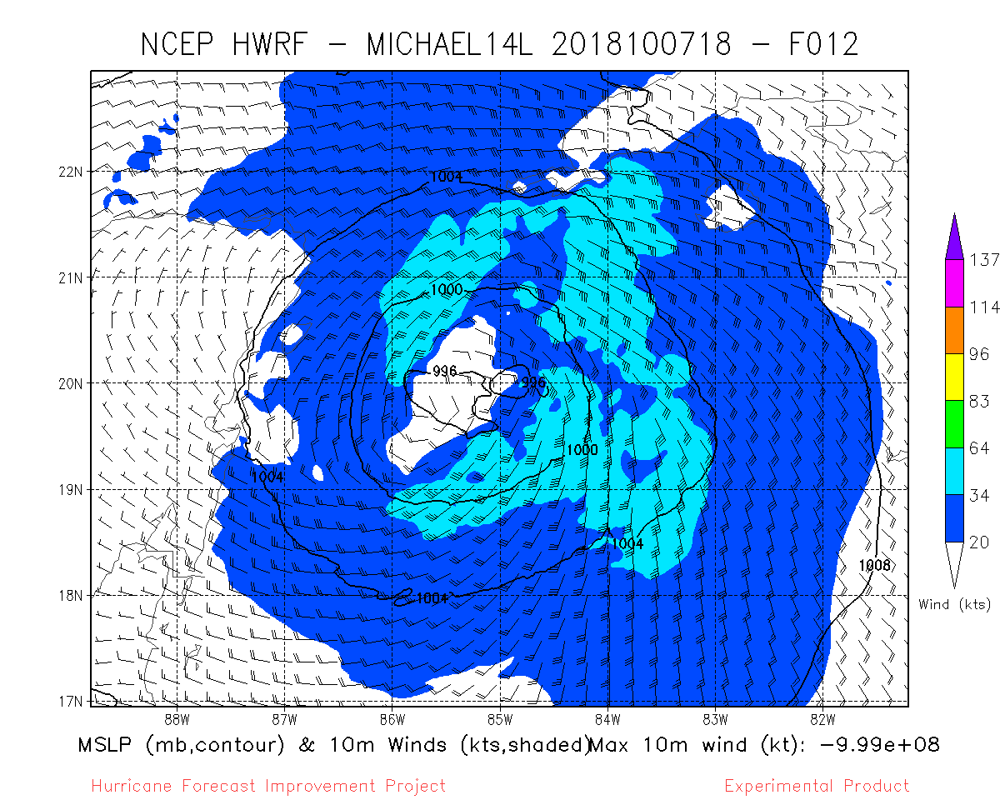 NCEP HWRF − MICHAEL14L 2018100718 − F012
1004
22N
137
21N
1000
114
96
996
996
20N
83
64
1000
1004
19N
34
1004
20
1008
18N
1004
Wind (kts)
17N
88W 87W 86W 85W 84W 83W 82W
MSLP (mb,contour) & 10m Winds (kts,shaded)Max 10m wind (kt): −9.99e+08
Hurricane Forecast Improvement Project Experimental Product